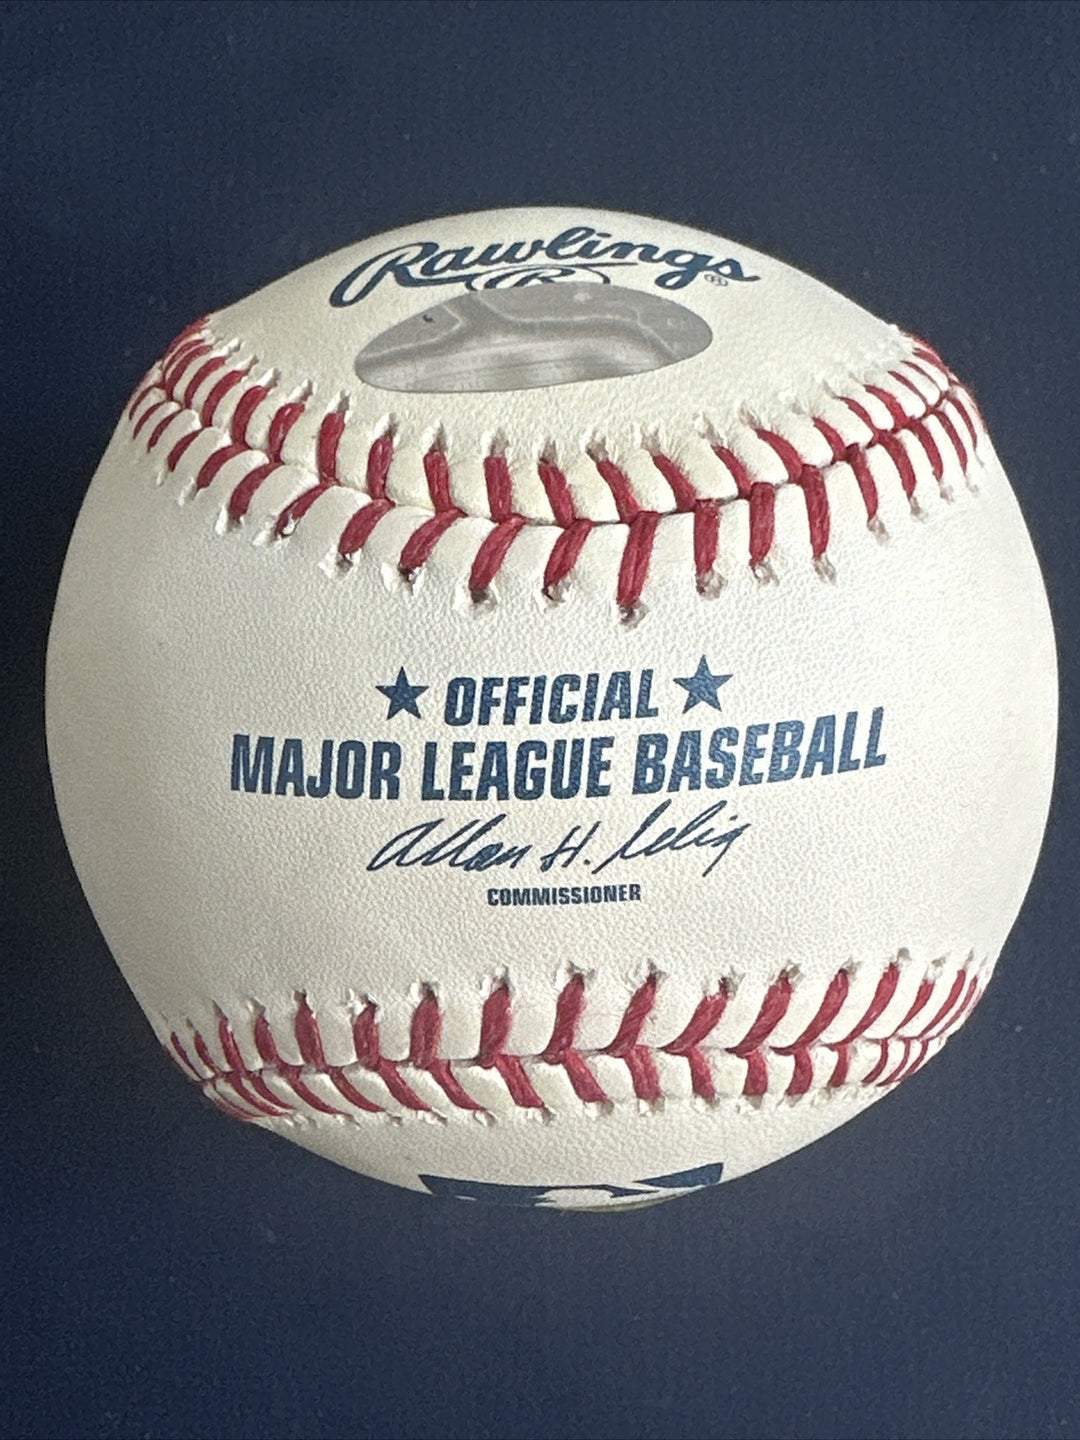 Rawlings®
R
★ OFFICIAL ★
MAJOR LEAGUE BASEBALL
Allan H. Selig
COMMISSIONER